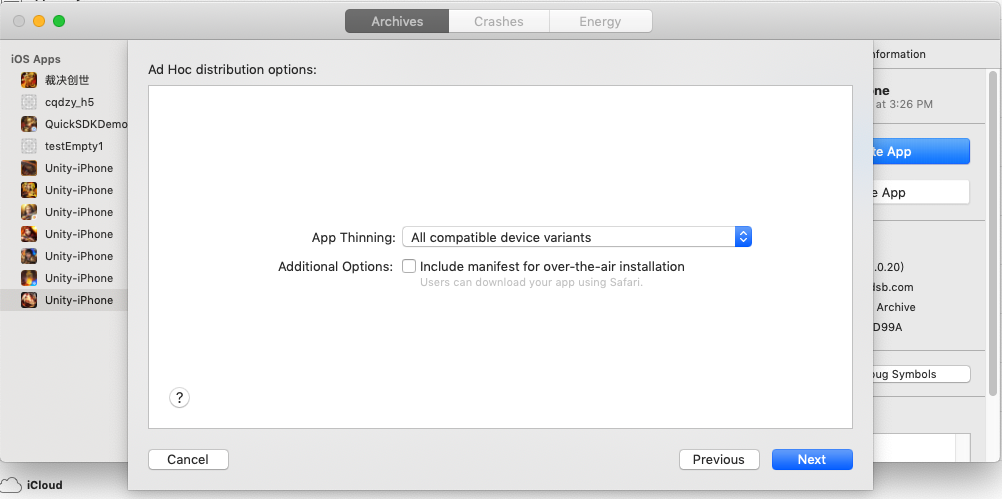 Archives Crashes Energy
iOS Apps
裁决创世
cqdzy_h5
QuickSDKDemo
testEmpty1
Unity-iPhone
Unity-iPhone
Unity-iPhone
Unity-iPhone
Unity-iPhone
Unity-iPhone
Unity-iPhone
Ad Hoc distribution options:
App Thinning: All compatible device variants
Additional Options: Include manifest for over-the-air installation
Users can download your app using Safari.
?
Cancel
Previous
Next
nformation
ne
at 3:26 PM
te App
e App
.0.20)
dsb.com
Archive
D99A
bug Symbols
iCloud